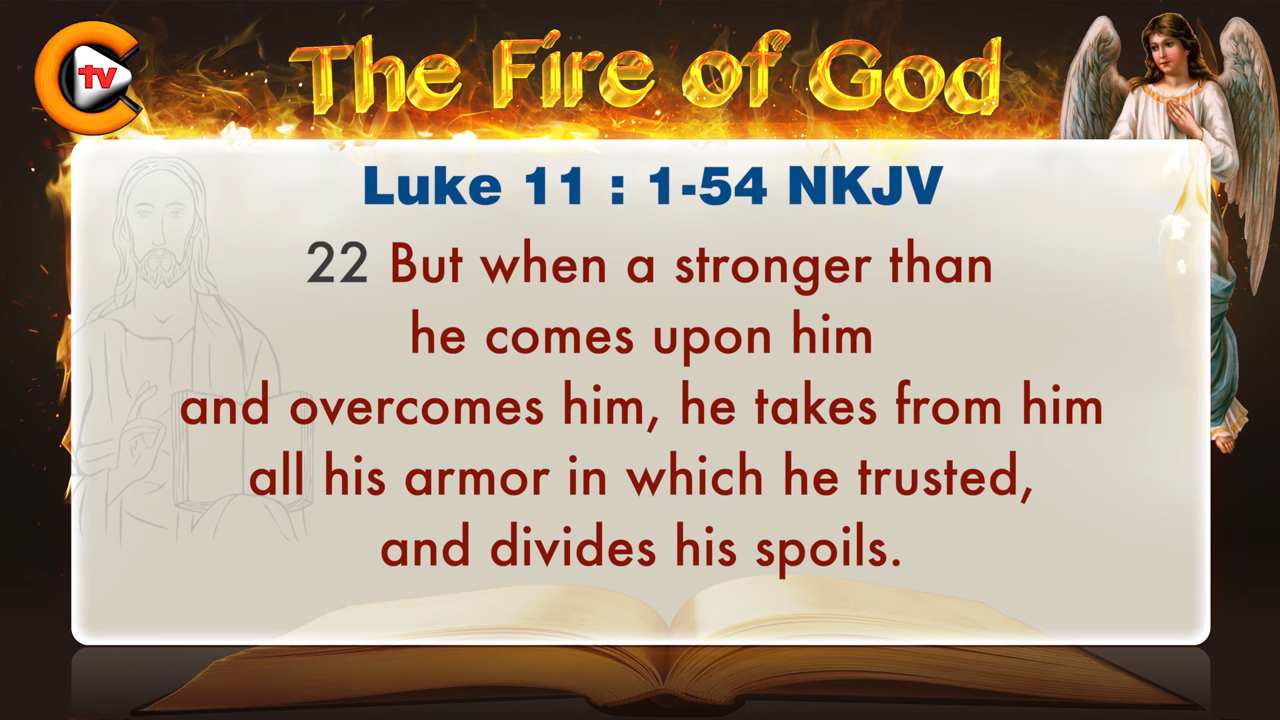 tv
The Fire of God
Luke 11 : 1-54 NKJV
22 But when a stronger than
he comes upon him
and overcomes him, he takes from him
all his armor in which he trusted,
and divides his spoils.